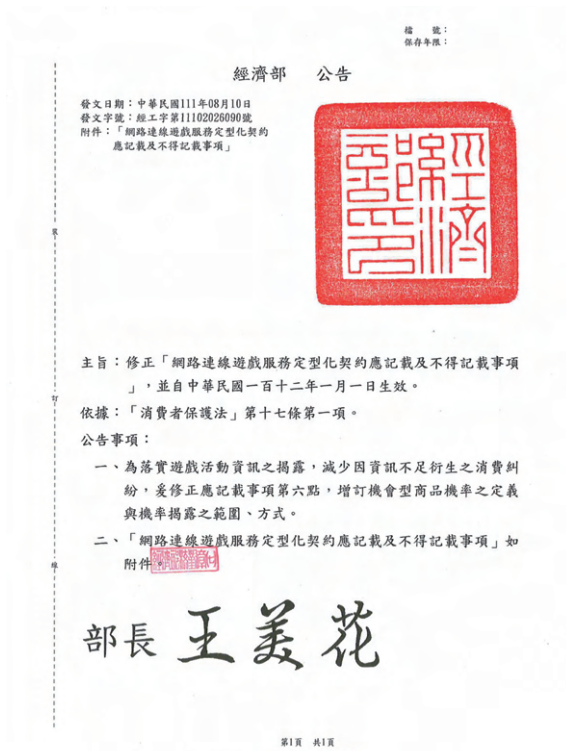 檔　　號：
保存年限：
經濟部　公告
發文日期：中華民國111年08月10日
發文字號：經工字第11102026090號
附件：「網路連線遊戲服務定型化契約
應記載及不得記載事項」
經濟部印
主旨：修正「網路連線遊戲服務定型化契約應記載及不得記載事項
」，並自中華民國一百十二年一月一日生效。
依據：「消費者保護法」第十七條第一項。
公告事項：
一、為落實遊戲活動資訊之揭露，減少因資訊不足衍生之消費糾
紛，爰修正應記載事項第六點，增訂機會型商品機率之定義
與機率揭露之範圍、方式。
二、「網路連線遊戲服務定型化契約應記載及不得記載事項」如
附件。
部長 王美花
裝
訂
線
第1頁　共1頁